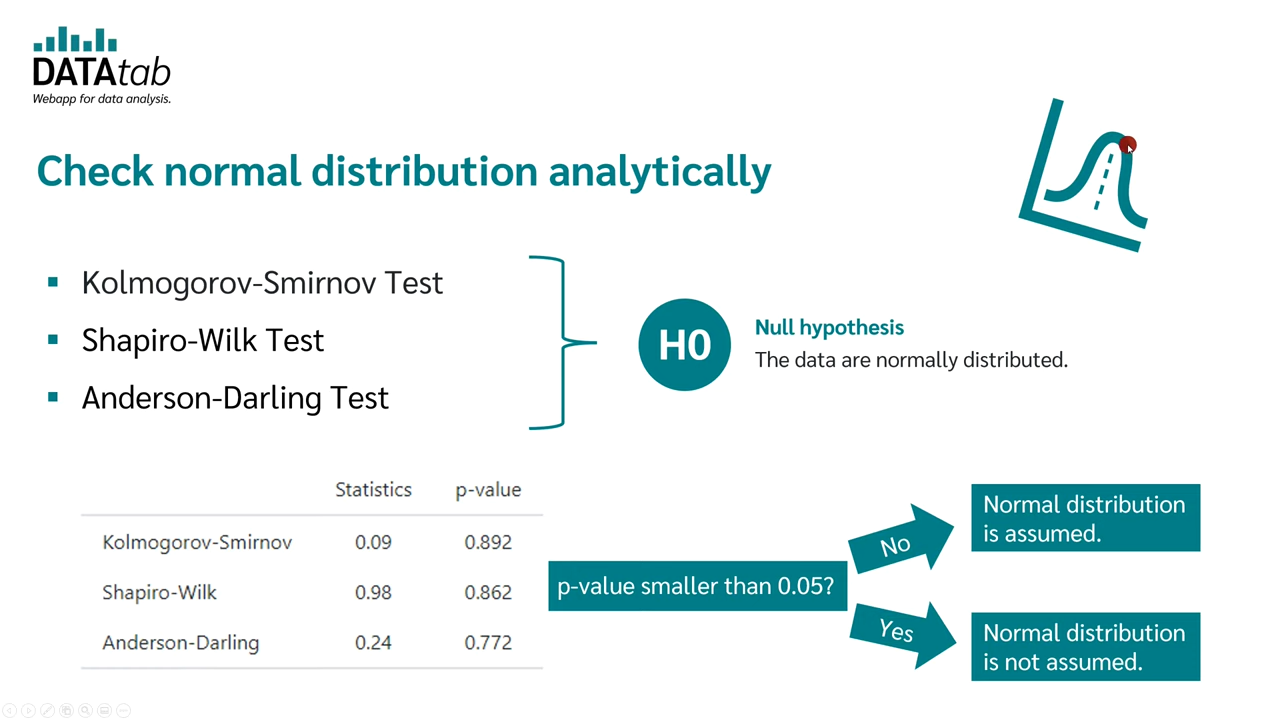 DATAtab
Webapp for data analysis.
Check normal distribution analytically
Kolmogorov-Smirnov Test
Shapiro-Wilk Test
Anderson-Darling Test
H0
Null hypothesis
The data are normally distributed.
Statistics p-value
Kolmogorov-Smirnov 0.09 0.892
Shapiro-Wilk 0.98 0.862
Anderson-Darling 0.24 0.772
p-value smaller than 0.05?
No
Normal distribution
is assumed.
Yes
Normal distribution
is not assumed.